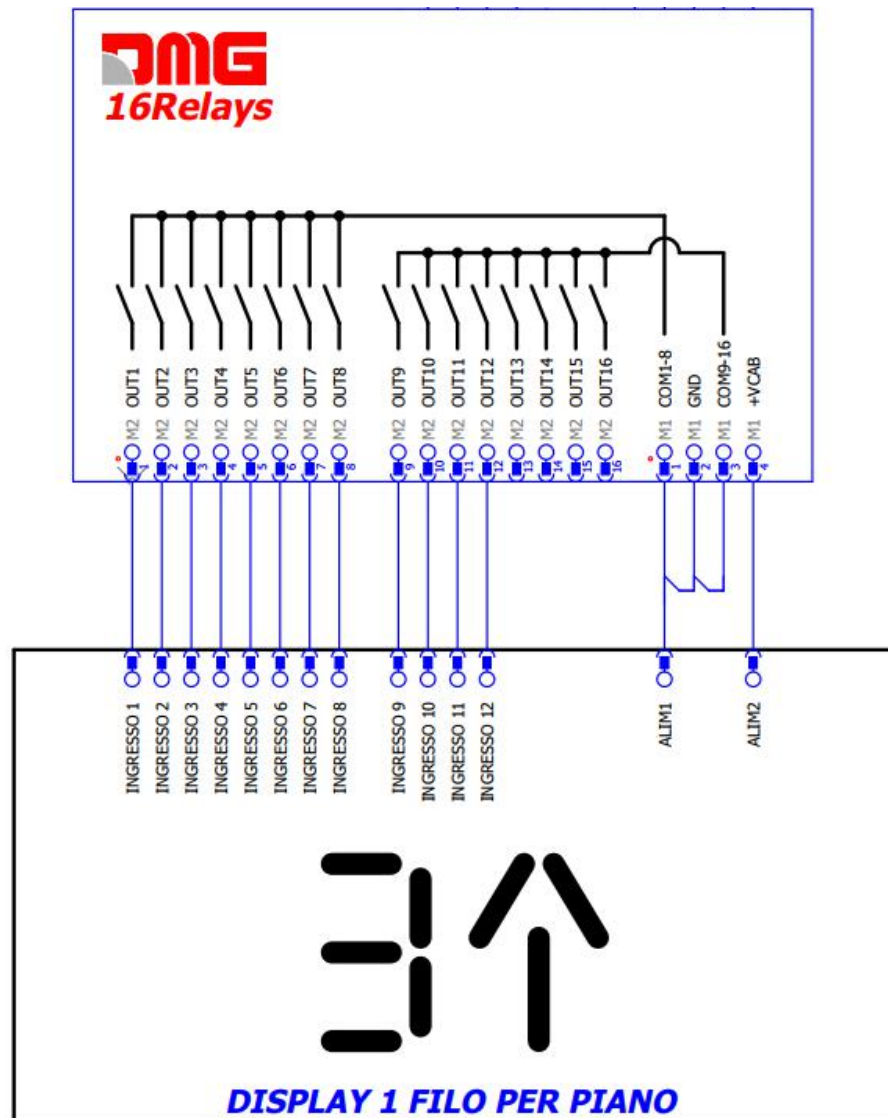 DMG
16Relays
OUT1 OUT2 OUT3 OUT4 OUT5 OUT6 OUT7 OUT8 OUT9 OUT10 OUT11 OUT12 OUT13 OUT14 OUT15 OUT16 COM1-8 GND COM9-16 +VCAB
M2 M2 M2 M2 M2 M2 M2 M2 M2 M2 M2 M2 M2 M2 M2 M2 M1 M1 M1 M1
1 2 3 4 5 6 7 8 9 10 11 12 13 14 15 16 1 2 3 4
INGRESSO 1 INGRESSO 2 INGRESSO 3 INGRESSO 4 INGRESSO 5 INGRESSO 6 INGRESSO 7 INGRESSO 8 INGRESSO 9 INGRESSO 10 INGRESSO 11 INGRESSO 12 ALIM1 ALIM2
3
DISPLAY 1 FILO PER PIANO